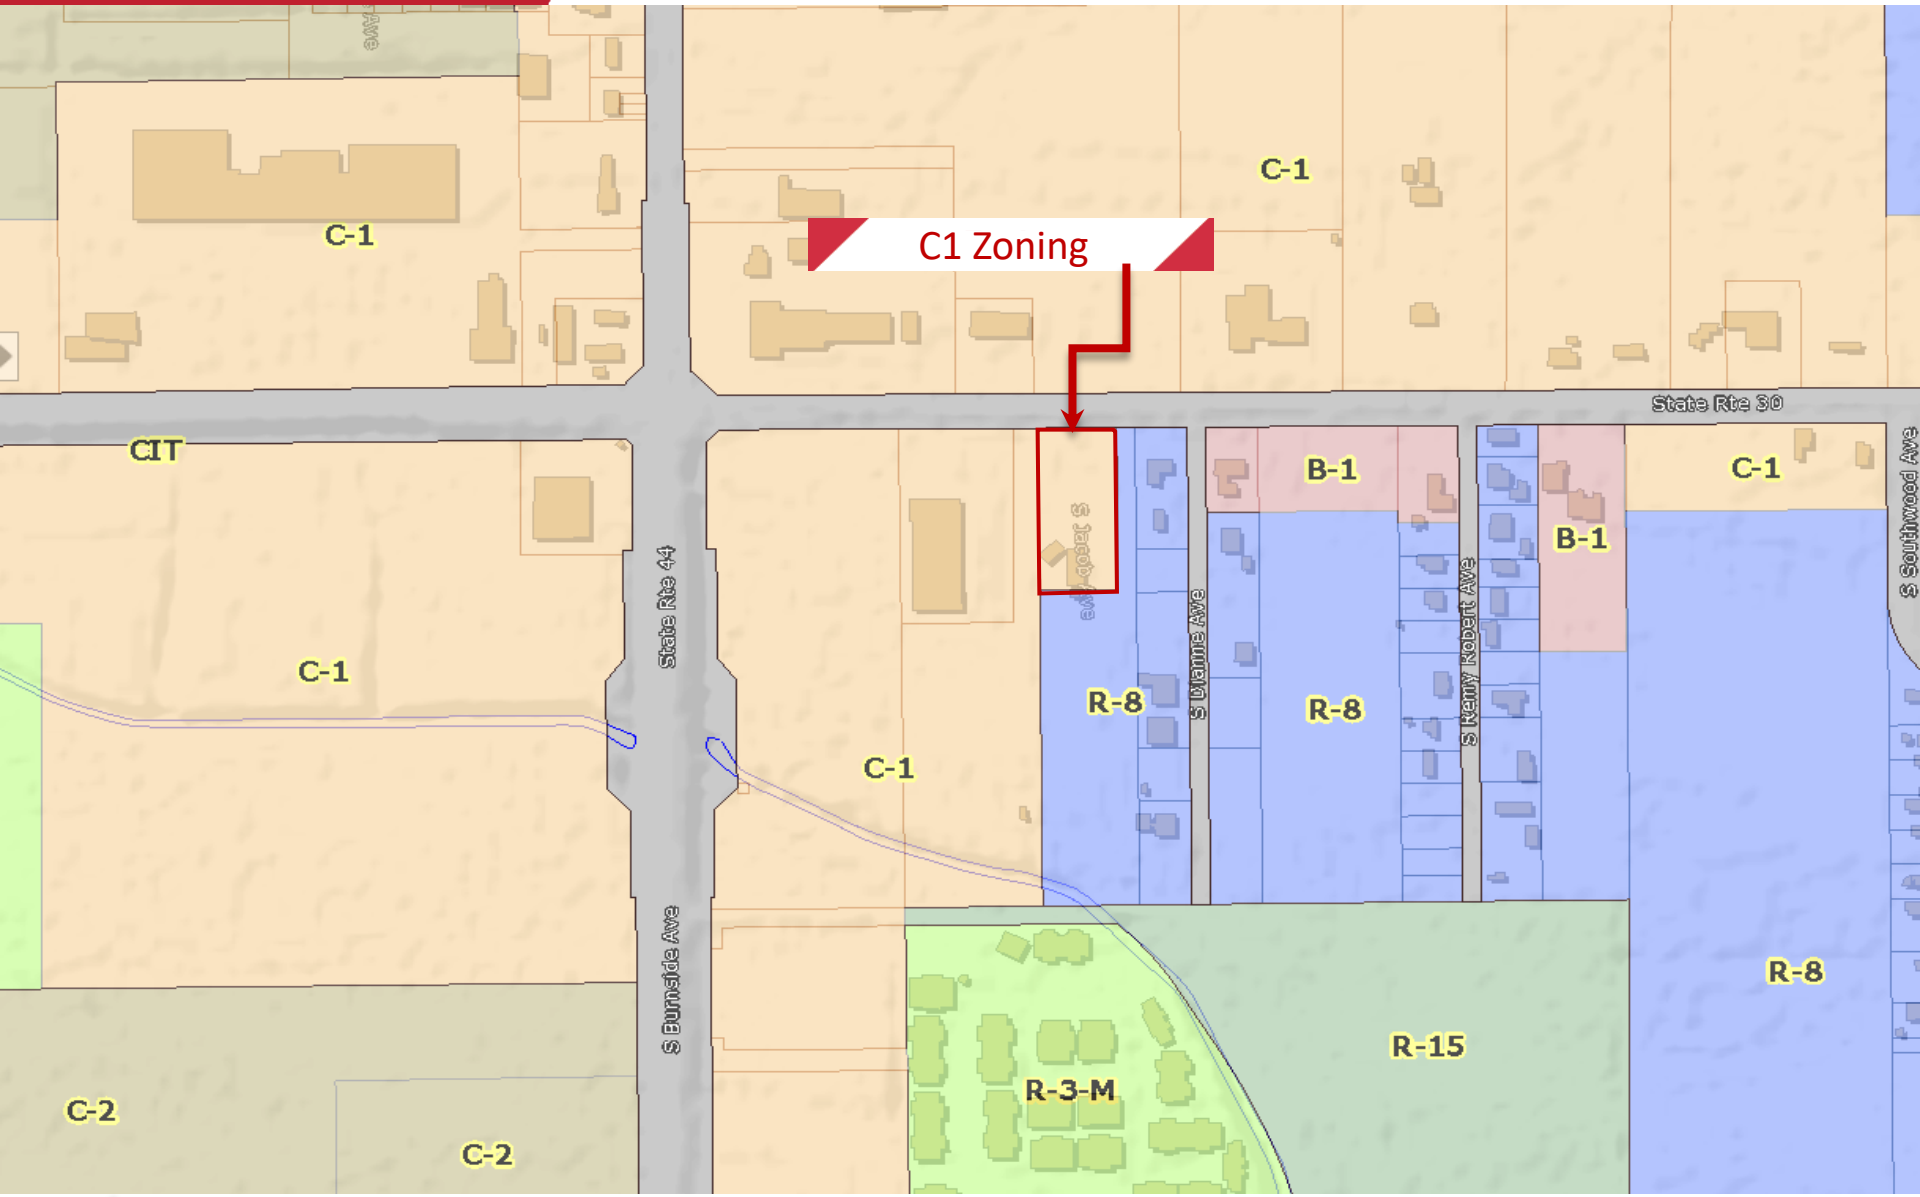 C-1
C-1
C1 Zoning
State Rte 30
CIT
B-1
C-1
S Jacob Ave
B-1
S Southwood Ave
State Rte 44
S Dianne Ave
S Remy Robert Ave
C-1
R-8
R-8
C-1
S Burnside Ave
R-8
R-15
R-3-M
C-2
C-2